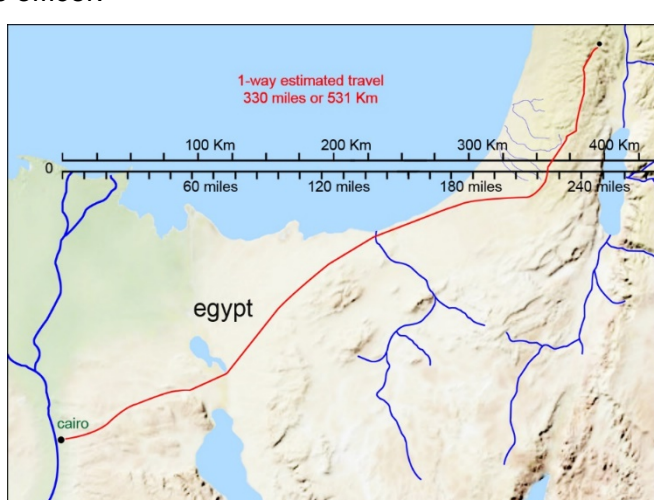 1-way estimated travel
330 miles or 531 Km
100 Km 200 Km 300 Km 400 Km
0
60 miles 120 miles 180 miles 240 miles
egypt
cairo